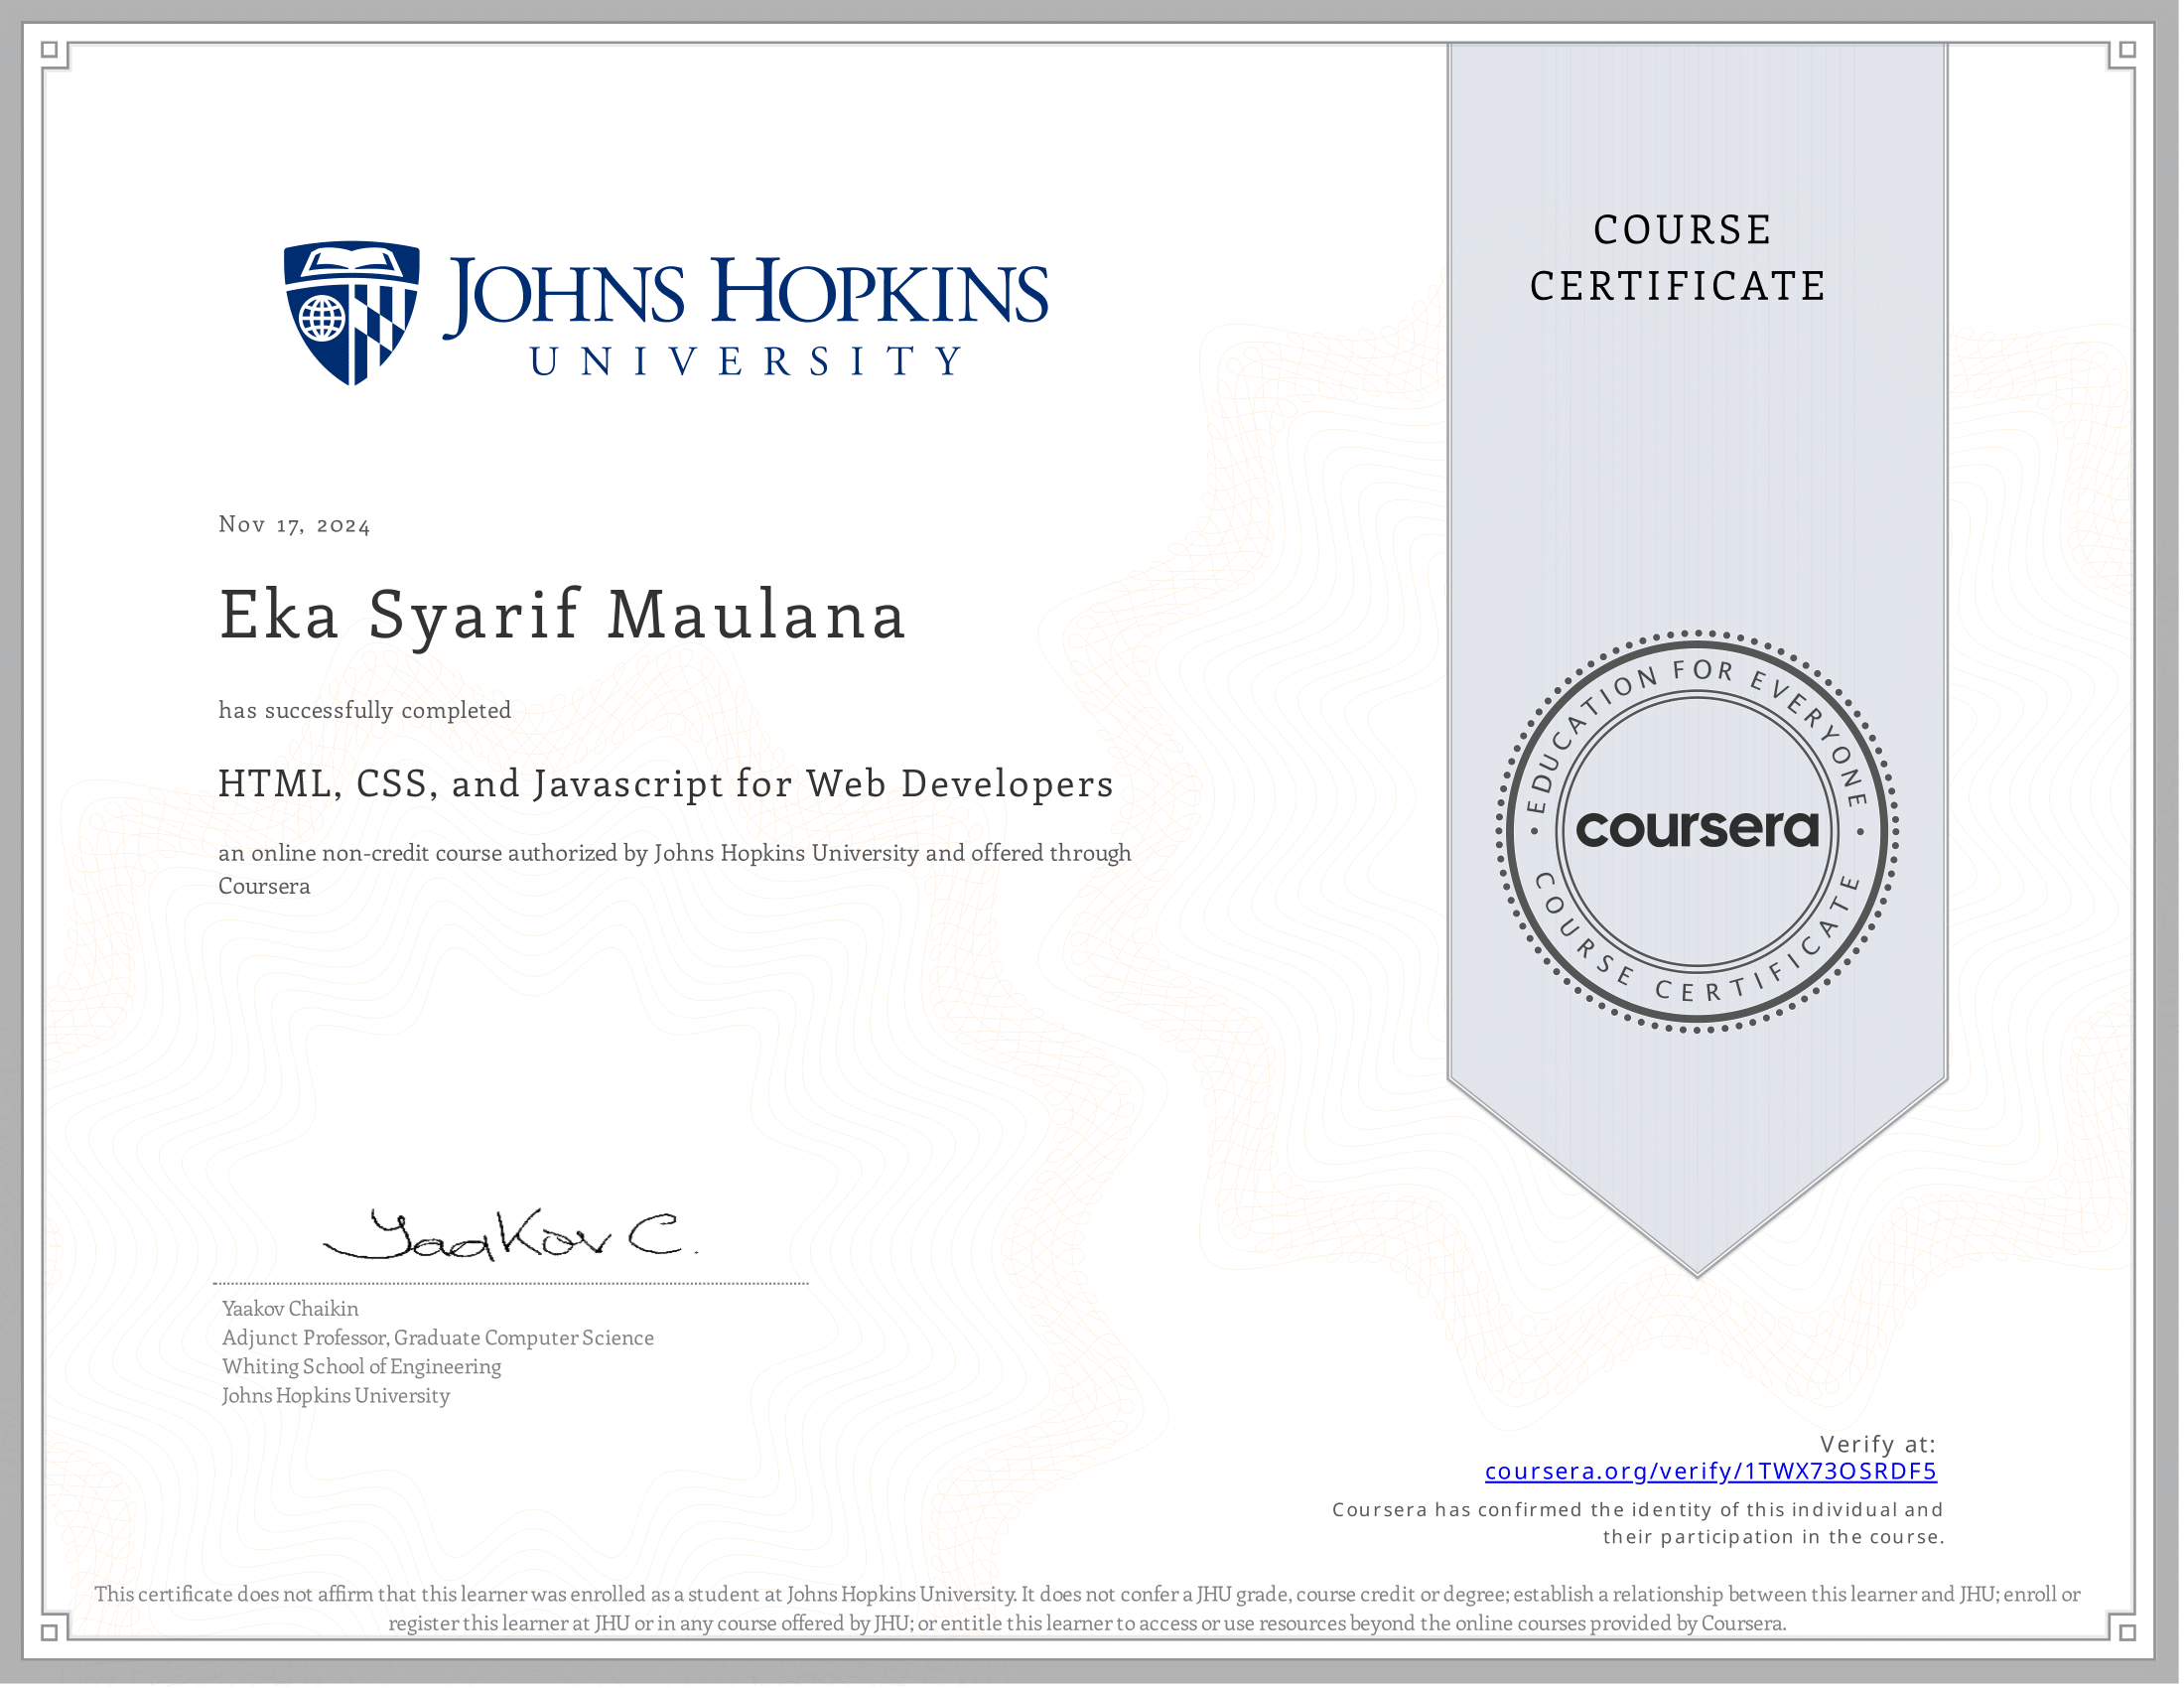 JOHNS HOPKINS
UNIVERSITY
COURSE
CERTIFICATE
Nov 17, 2024
Eka Syarif Maulana
has successfully completed
HTML, CSS, and Javascript for Web Developers
an online non-credit course authorized by Johns Hopkins University and offered through
Coursera
EDUCATION FOR EVERYONE
coursera
COURSE CERTIFICATE
Yaakov C.
Yaakov Chaikin
Adjunct Professor, Graduate Computer Science
Whiting School of Engineering
Johns Hopkins University
Verify at:
coursera.org/verify/1TWX73OSRDF5
Coursera has confirmed the identity of this individual and
their participation in the course.
This certificate does not affirm that this learner was enrolled as a student at Johns Hopkins University. It does not confer a JHU grade, course credit or degree; establish a relationship between this learner and JHU; enroll or
register this learner at JHU or in any course offered by JHU; or entitle this learner to access or use resources beyond the online courses provided by Coursera.